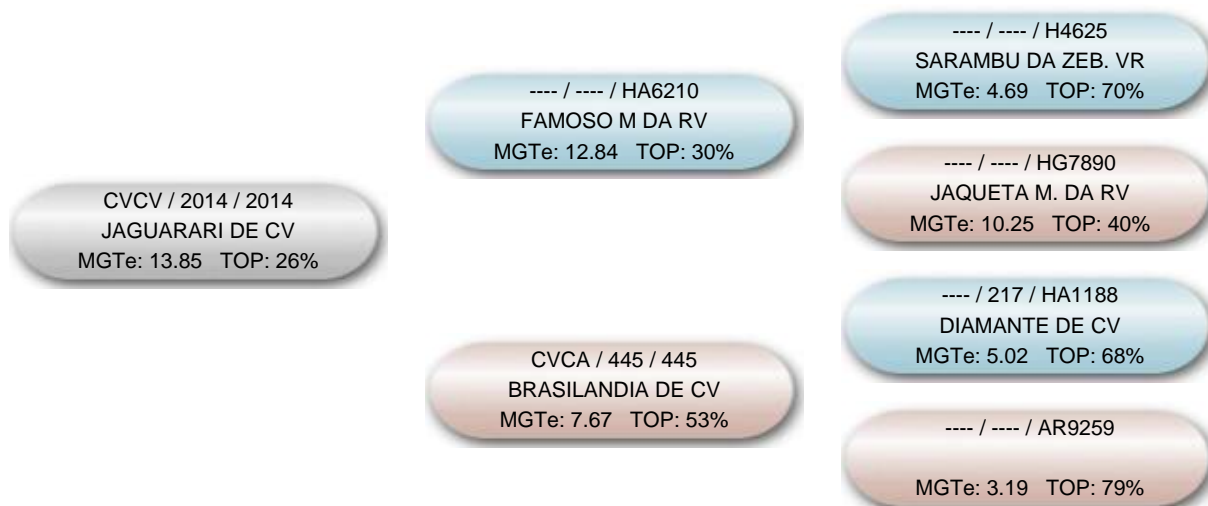 CVCV / 2014 / 2014
JAGUARARI DE CV
MGTe: 13.85 TOP: 26%
---- / ---- / HA6210
FAMOSO M DA RV
MGTe: 12.84 TOP: 30%
CVCA / 445 / 445
BRASILANDIA DE CV
MGTe: 7.67 TOP: 53%
---- / ---- / H4625
SARAMBU DA ZEB. VR
MGTe: 4.69 TOP: 70%
---- / ---- / HG7890
JAQUETA M. DA RV
MGTe: 10.25 TOP: 40%
---- / 217 / HA1188
DIAMANTE DE CV
MGTe: 5.02 TOP: 68%
---- / ---- / AR9259
MGTe: 3.19 TOP: 79%